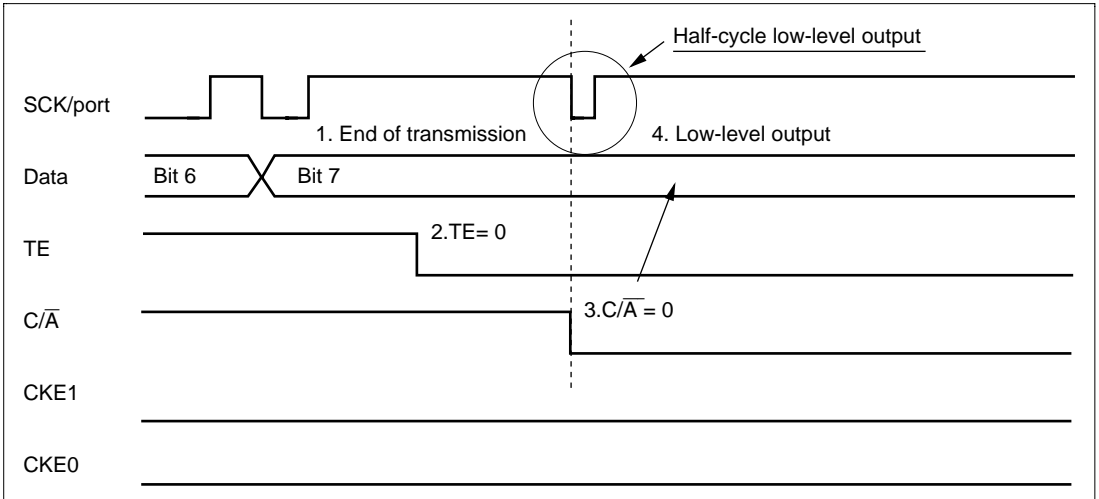 Half-cycle low-level output
SCK/port
1. End of transmission
4. Low-level output
Data
Bit 6
Bit 7
TE
2.TE= 0
C/A̅
3.C/A̅ = 0
CKE1
CKE0